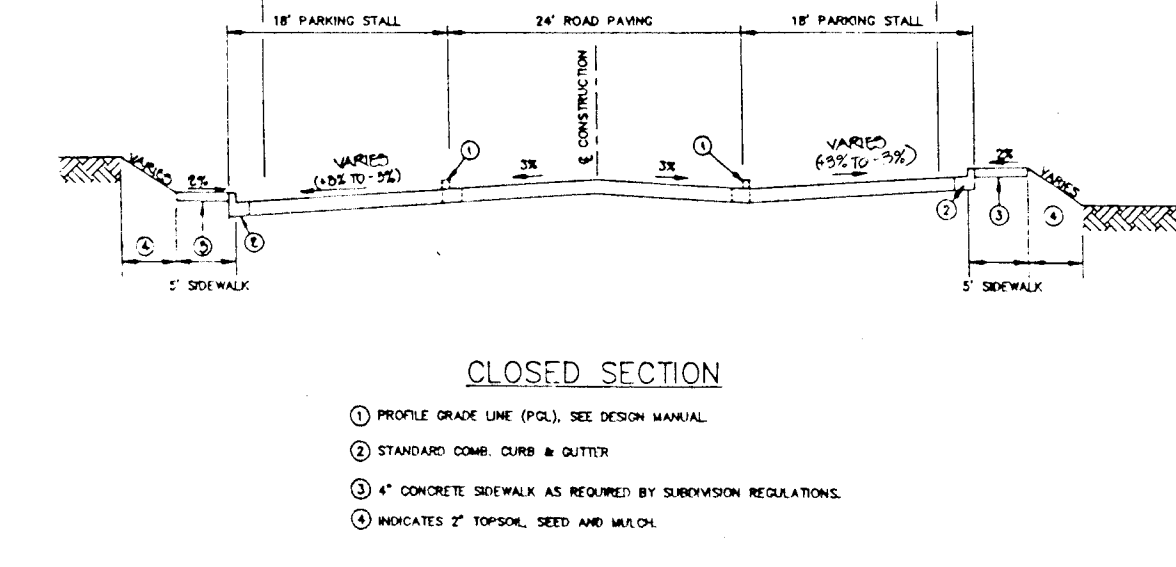 18' PARKING STALL
24' ROAD PAVING
18' PARKING STALL
℄ CONSTRUCTION
VARIES
2%
VARIES
(+3% TO -3%)
1
3%
3%
1
VARIES
(+3% TO -3%)
2%
VARIES
4
3
2
2
3
4
5' SIDEWALK
5' SIDEWALK
CLOSED SECTION
1 PROFILE GRADE LINE (PGL), SEE DESIGN MANUAL.
2 STANDARD COMB. CURB & GUTTER
3 4" CONCRETE SIDEWALK AS REQUIRED BY SUBDIVISION REGULATIONS.
4 INDICATES 2" TOPSOIL, SEED AND MULCH.